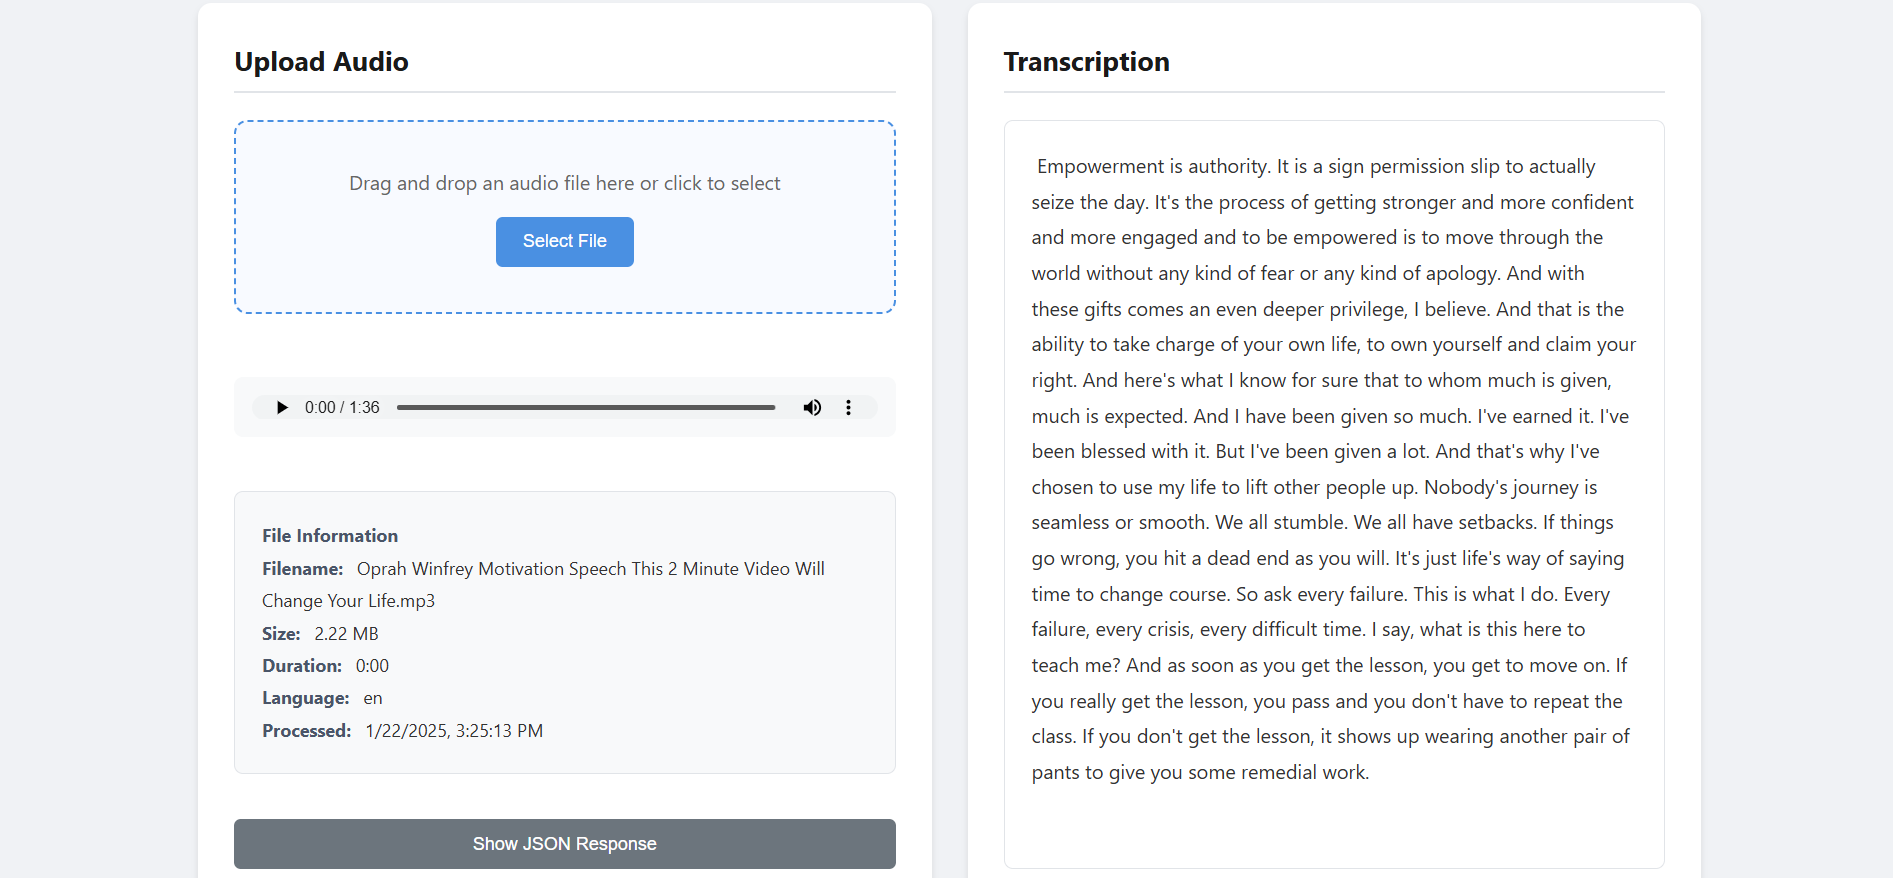 Upload Audio
Drag and drop an audio file here or click to select
Select File
0:00 / 1:36
File Information
Filename: Oprah Winfrey Motivation Speech This 2 Minute Video Will
Change Your Life.mp3
Size: 2.22 MB
Duration: 0:00
Language: en
Processed: 1/22/2025, 3:25:13 PM
Show JSON Response
Transcription
Empowerment is authority. It is a sign permission slip to actually
seize the day. It's the process of getting stronger and more confident
and more engaged and to be empowered is to move through the
world without any kind of fear or any kind of apology. And with
these gifts comes an even deeper privilege, I believe. And that is the
ability to take charge of your own life, to own yourself and claim your
right. And here's what I know for sure that to whom much is given,
much is expected. And I have been given so much. I've earned it. I've
been blessed with it. But I've been given a lot. And that's why I've
chosen to use my life to lift other people up. Nobody's journey is
seamless or smooth. We all stumble. We all have setbacks. If things
go wrong, you hit a dead end as you will. It's just life's way of saying
time to change course. So ask every failure. This is what I do. Every
failure, every crisis, every difficult time. I say, what is this here to
teach me? And as soon as you get the lesson, you get to move on. If
you really get the lesson, you pass and you don't have to repeat the
class. If you don't get the lesson, it shows up wearing another pair of
pants to give you some remedial work.